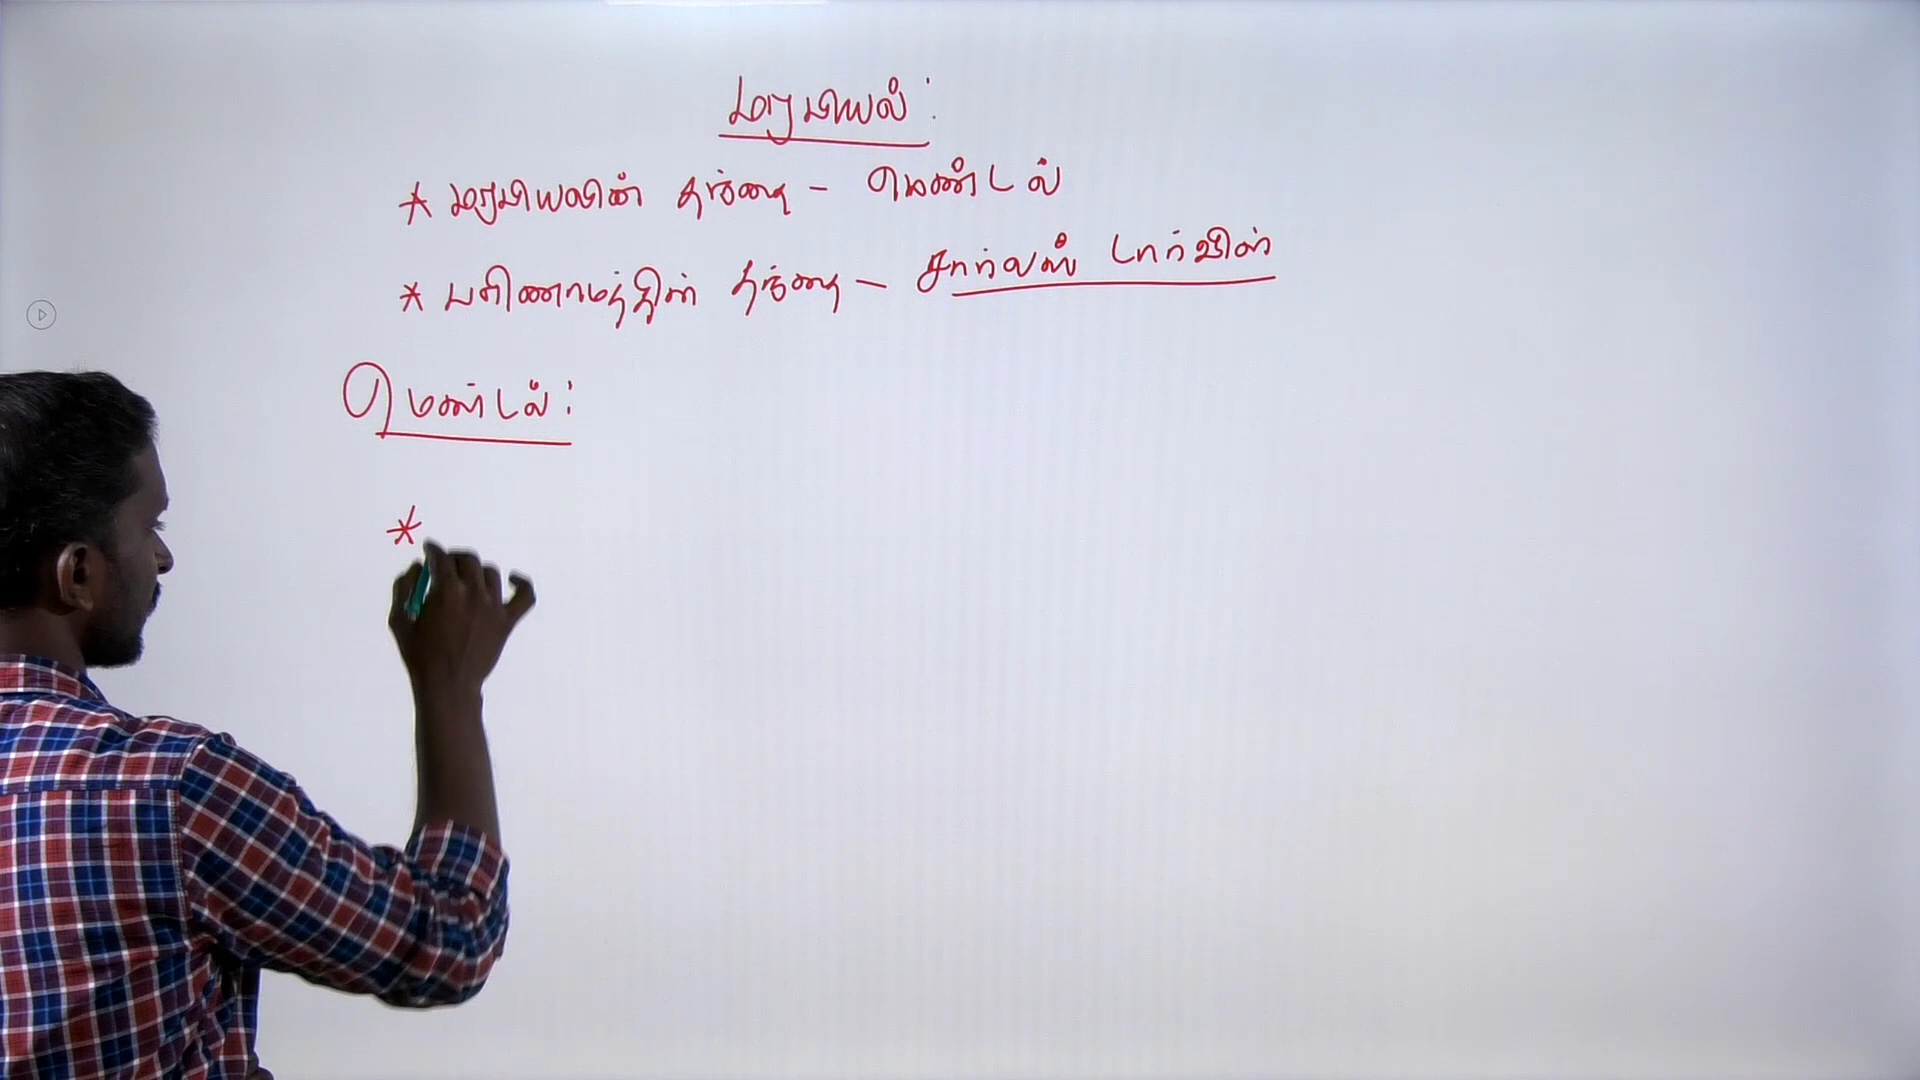 மரபியல் :
* மரபியலின் தந்தை - மெண்டல்
* பரிணாமத்தின் தந்தை - சார்லஸ் டார்வின்
மெண்டல் :
*